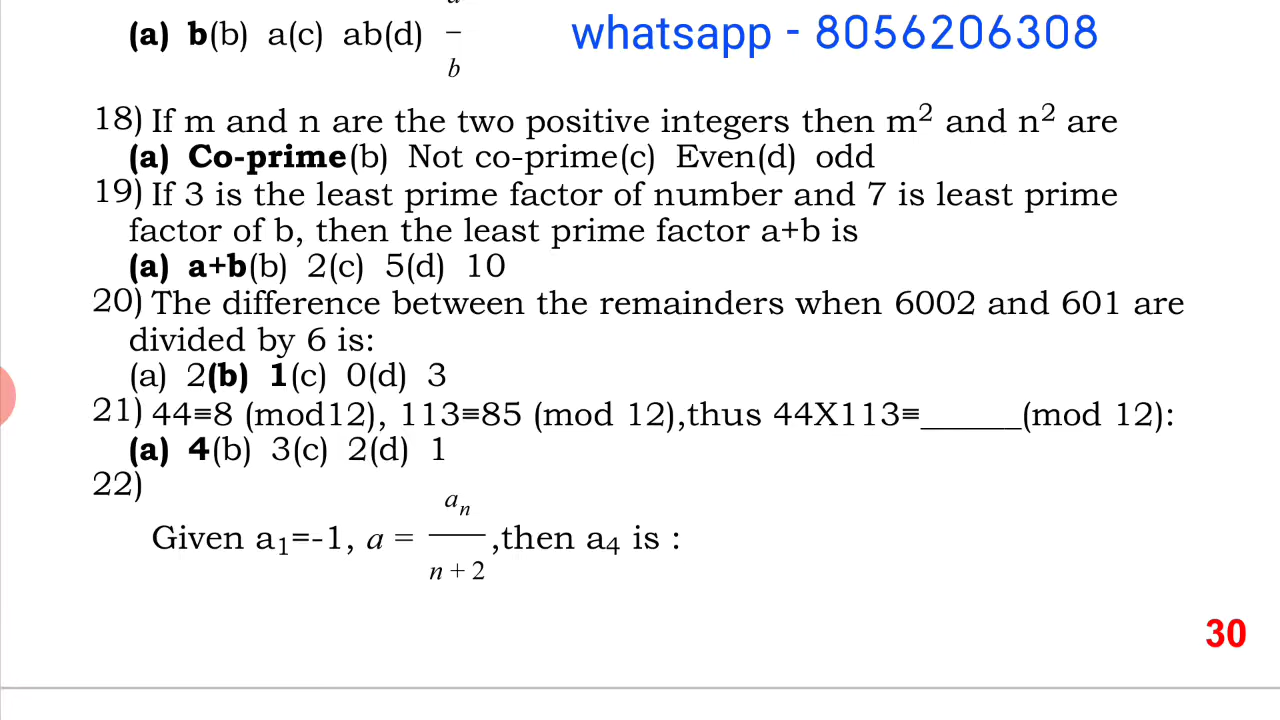 a
(a) b(b) a(c) ab(d) —
b
whatsapp - 8056206308
18) If m and n are the two positive integers then m² and n² are
(a) Co-prime(b) Not co-prime(c) Even(d) odd
19) If 3 is the least prime factor of number and 7 is least prime
factor of b, then the least prime factor a+b is
(a) a+b(b) 2(c) 5(d) 10
20) The difference between the remainders when 6002 and 601 are
divided by 6 is:
(a) 2(b) 1(c) 0(d) 3
21) 44≡8 (mod12), 113≡85 (mod 12),thus 44X113≡_____(mod 12):
(a) 4(b) 3(c) 2(d) 1
22)
aₙ
Given a₁=-1, a = —,then a₄ is :
n + 2
30